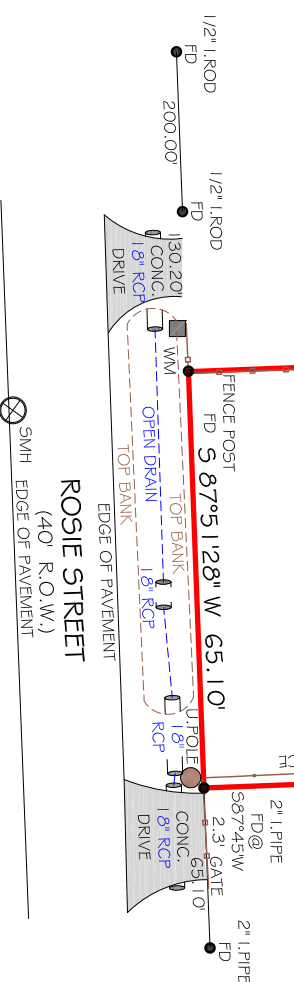 1/2" I.ROD
FD
200.00'
1/2" I.ROD
FD
130.20'
CONC.
18" RCP
DRIVE
WM
FENCE POST
FD
S 87°51'28" W 65.10'
TOP BANK
OPEN DRAIN
18" RCP
TOP BANK
EDGE OF PAVEMENT
ROSIE STREET
(40' R.O.W.)
SMH
EDGE OF PAVEMENT
U.POLE
18"
RCP
2" I.PIPE
FD@
S87°45'W
2.3'
GATE
65.10'
CONC.
18" RCP
DRIVE
2" I.PIPE
FD